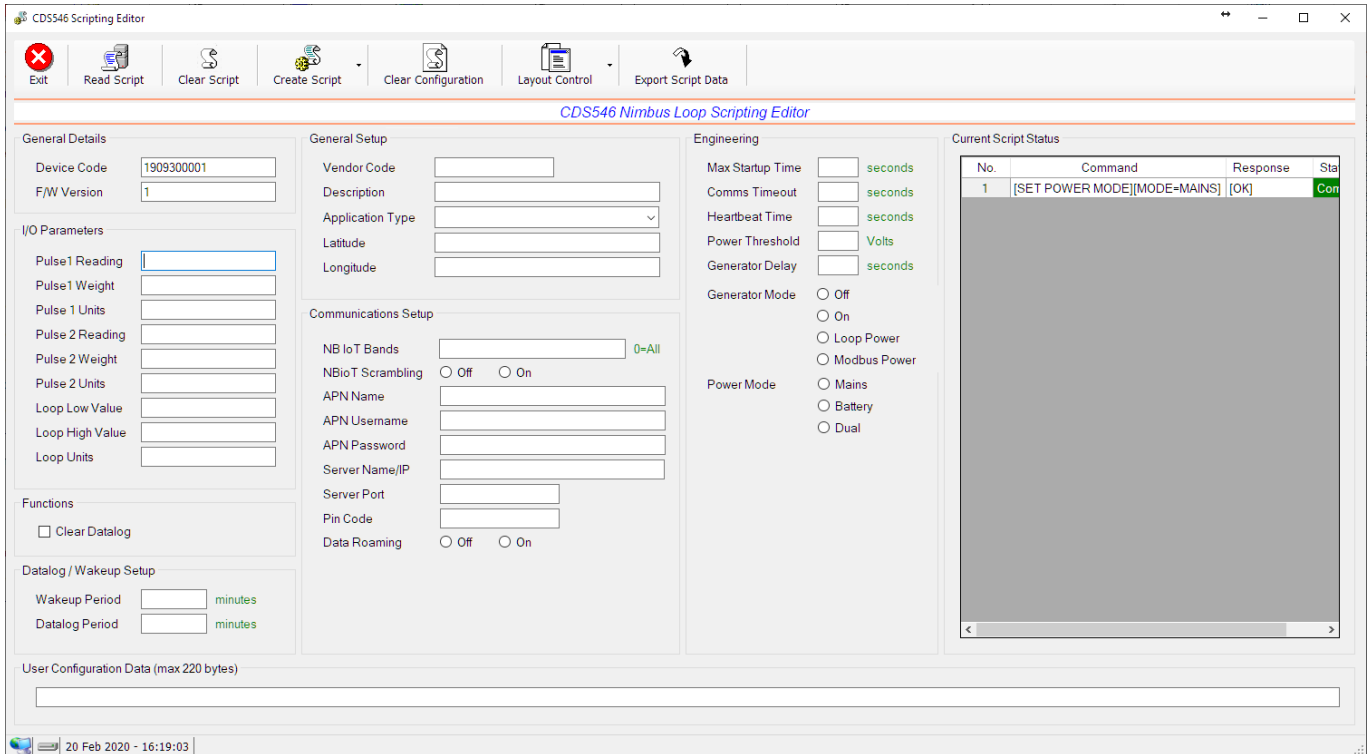 CDS546 Scripting Editor
Exit
Read Script
Clear Script
Create Script
Clear Configuration
Layout Control
Export Script Data
CDS546 Nimbus Loop Scripting Editor
General Details
Device Code 1909300001
F/W Version 1
I/O Parameters
Pulse1 Reading
Pulse1 Weight
Pulse 1 Units
Pulse 2 Reading
Pulse 2 Weight
Pulse 2 Units
Loop Low Value
Loop High Value
Loop Units
Functions
Clear Datalog
Datalog / Wakeup Setup
Wakeup Period minutes
Datalog Period minutes
General Setup
Vendor Code
Description
Application Type
Latitude
Longitude
Communications Setup
NB IoT Bands 0=All
NBioT Scrambling Off On
APN Name
APN Username
APN Password
Server Name/IP
Server Port
Pin Code
Data Roaming Off On
Engineering
Max Startup Time seconds
Comms Timeout seconds
Heartbeat Time seconds
Power Threshold Volts
Generator Delay seconds
Generator Mode Off
On
Loop Power
Modbus Power
Power Mode Mains
Battery
Dual
Current Script Status
No. Command Response Sta
1 [SET POWER MODE][MODE=MAINS] [OK] Com
User Configuration Data (max 220 bytes)
20 Feb 2020 - 16:19:03